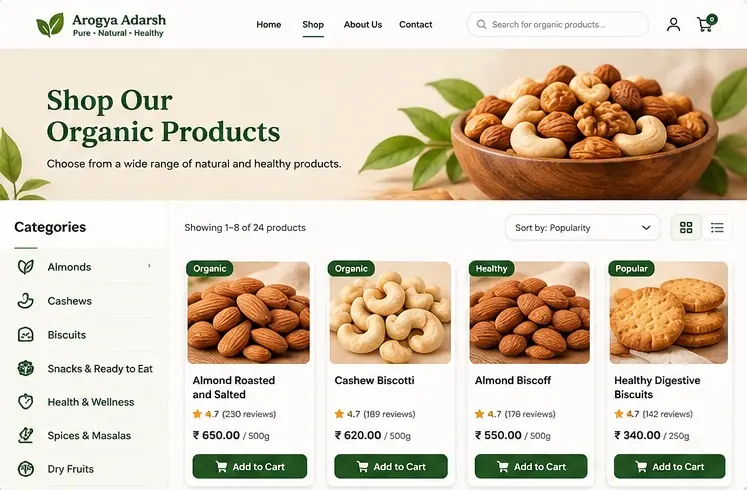 Arogya Adarsh
Pure • Natural • Healthy
Home
Shop
About Us
Contact
Search for organic products...
0
Shop Our
Organic Products
Choose from a wide range of natural and healthy products.
Categories
Almonds
Cashews
Biscuits
Snacks & Ready to Eat
Health & Wellness
Spices & Masalas
Dry Fruits
Showing 1–8 of 24 products
Sort by: Popularity
Organic
Almond Roasted
and Salted
4.7 (230 reviews)
₹ 650.00 / 500g
Add to Cart
Organic
Cashew Biscotti
4.7 (189 reviews)
₹ 620.00 / 500g
Add to Cart
Healthy
Almond Biscoff
4.7 (176 reviews)
₹ 550.00 / 500g
Add to Cart
Popular
Healthy Digestive
Biscuits
4.7 (142 reviews)
₹ 340.00 / 250g
Add to Cart